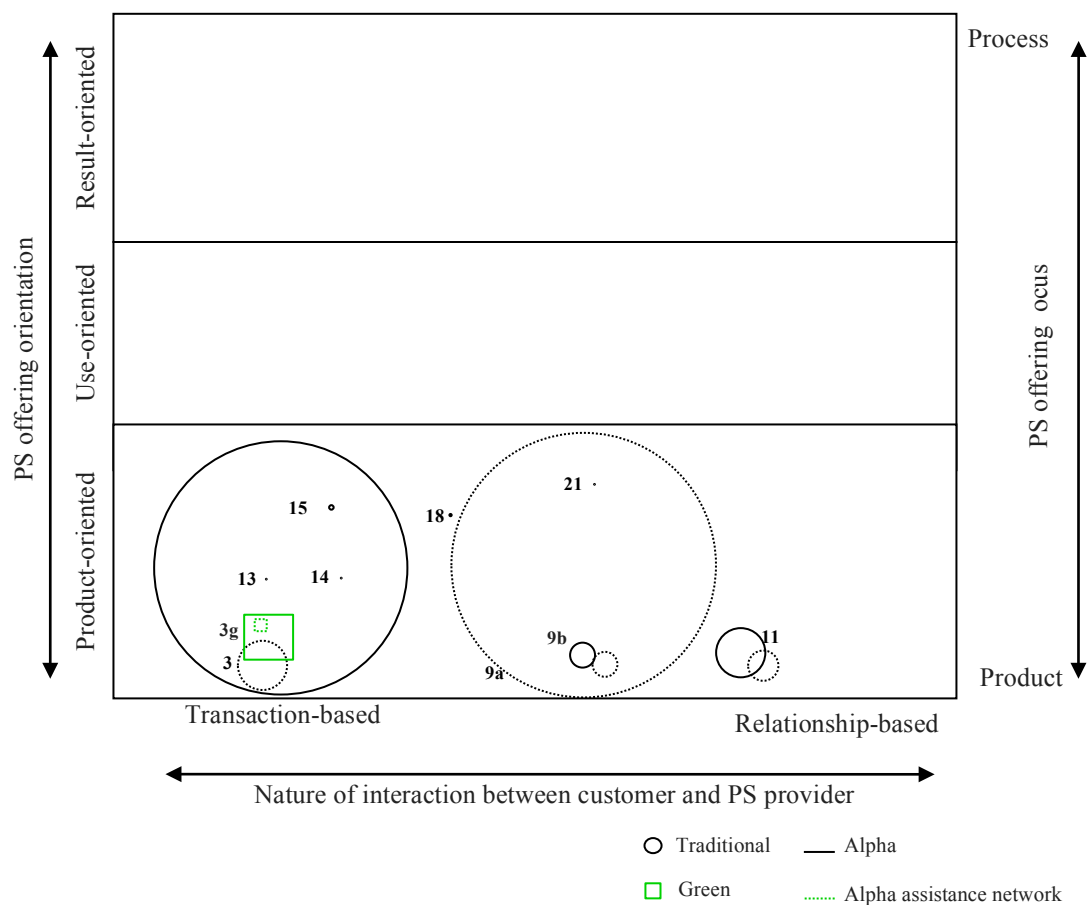 Process
Result-oriented
Use-oriented
Product-oriented
PS offering orientation
PS offering ocus
15
13
14
3g
3
18
21
9b
9a
11
Product
Transaction-based
Relationship-based
Nature of interaction between customer and PS provider
Traditional
Alpha
Green
Alpha assistance network